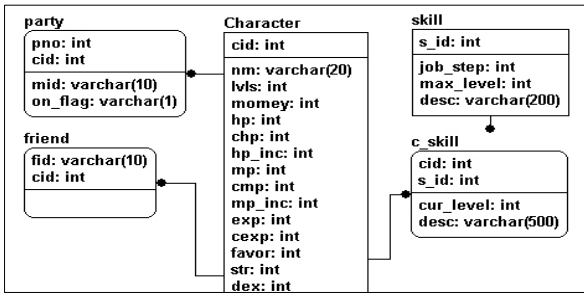 party
pno: int
cid: int
mid: varchar(10)
on_flag: varchar(1)
friend
fid: varchar(10)
cid: int
Character
cid: int
nm: varchar(20)
lvls: int
momey: int
hp: int
chp: int
hp_inc: int
mp: int
cmp: int
mp_inc: int
exp: int
cexp: int
favor: int
str: int
dex: int
skill
s_id: int
job_step: int
max_level: int
desc: varchar(200)
c_skill
cid: int
s_id: int
cur_level: int
desc: varchar(500)